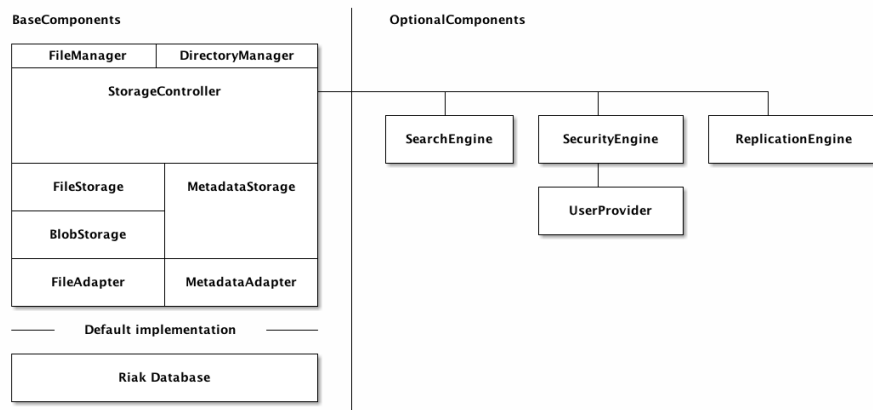 BaseComponents
OptionalComponents
FileManager
DirectoryManager
StorageController
SearchEngine
SecurityEngine
ReplicationEngine
FileStorage
MetadataStorage
UserProvider
BlobStorage
FileAdapter
MetadataAdapter
Default implementation
Riak Database